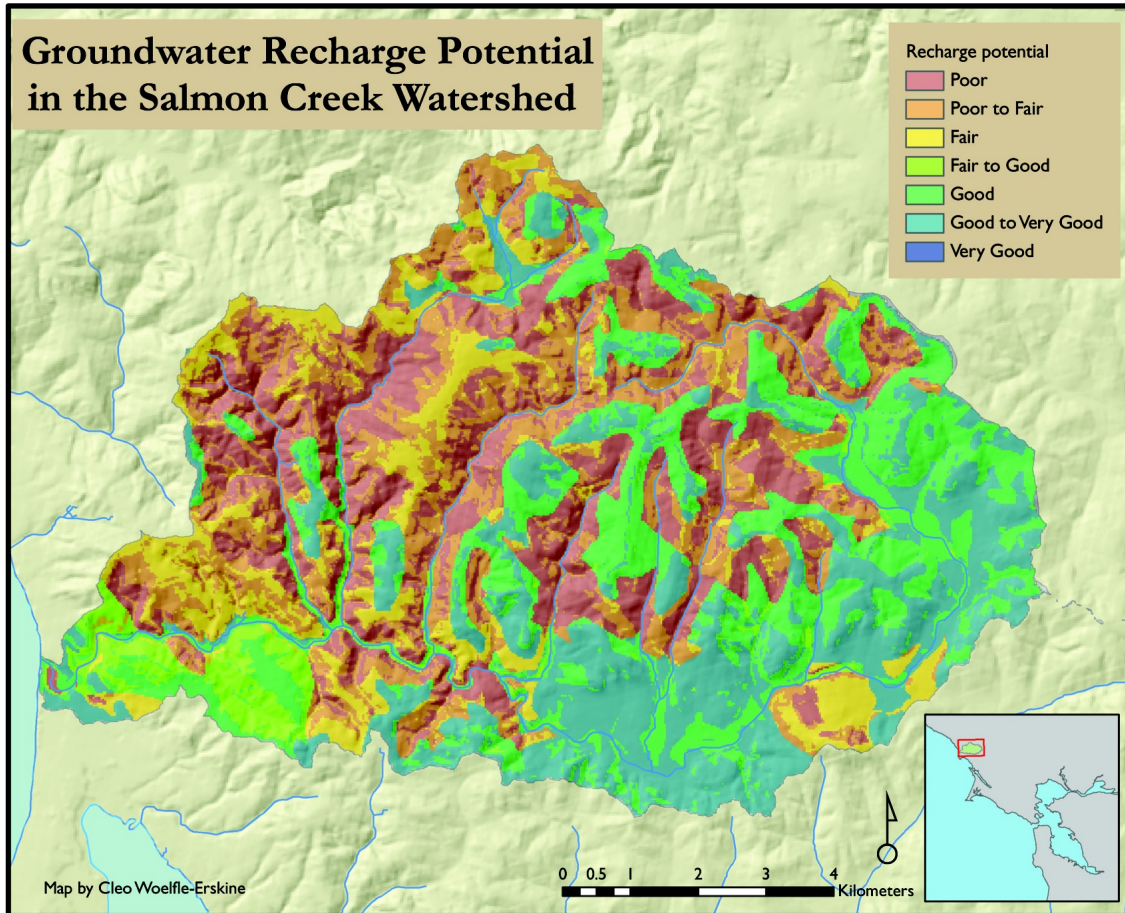 Groundwater Recharge Potential
in the Salmon Creek Watershed
Recharge potential
Poor
Poor to Fair
Fair
Fair to Good
Good
Good to Very Good
Very Good
Map by Cleo Woelfle-Erskine
0 0.5 1 2 3 4
Kilometers